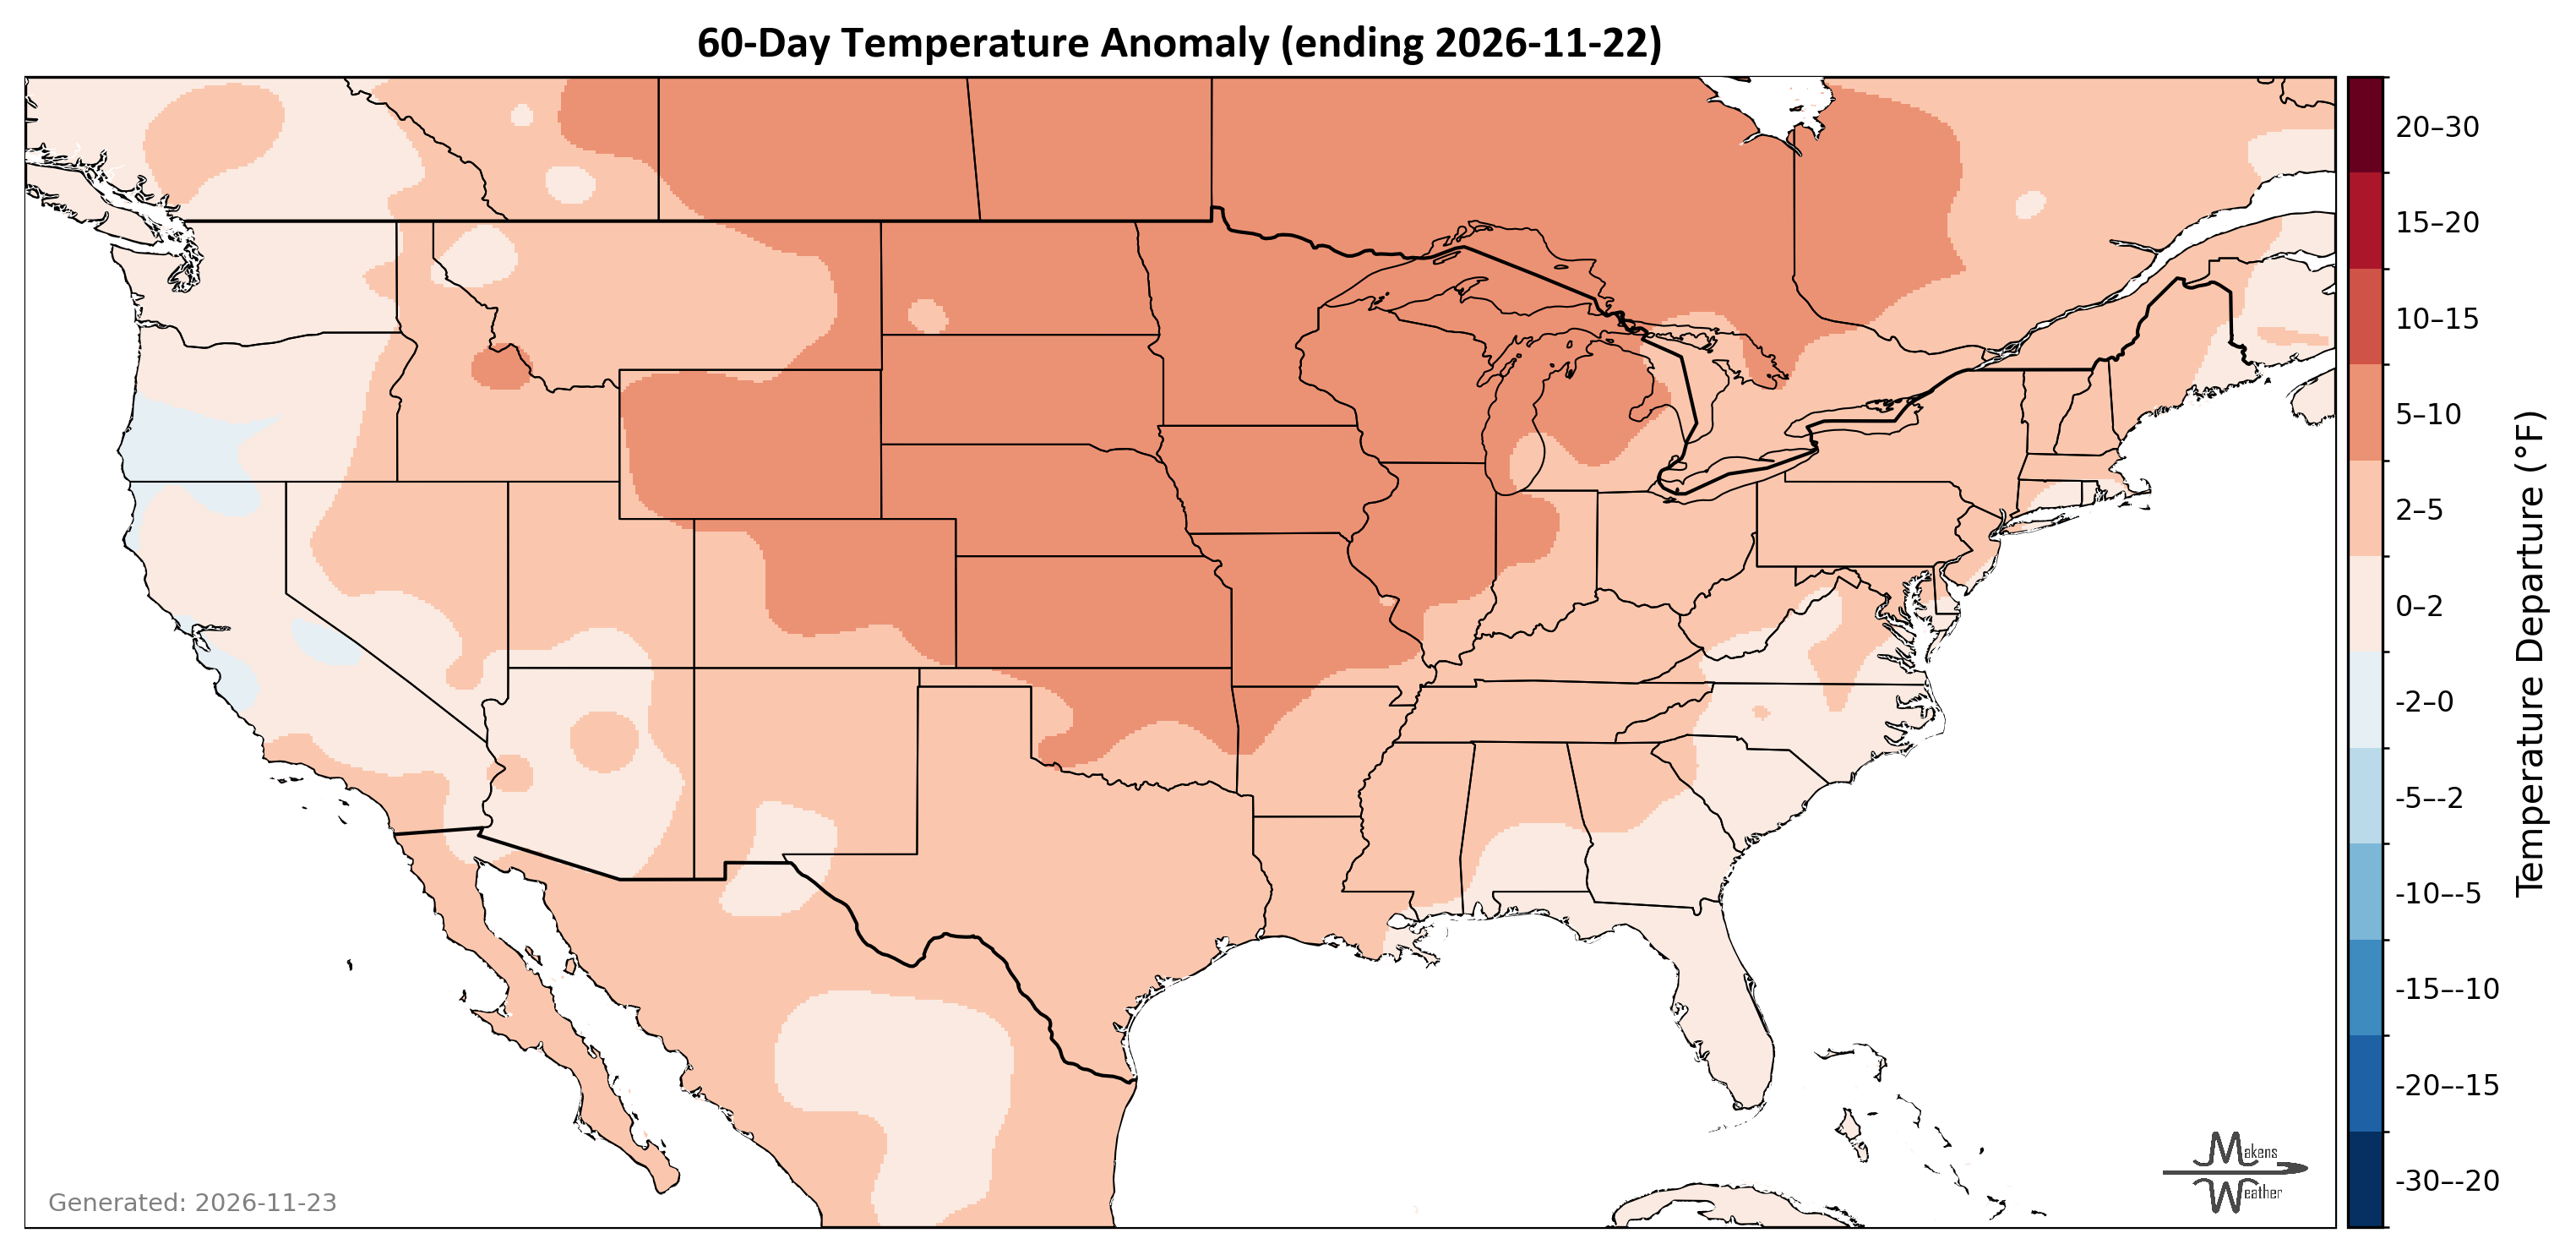 60-Day Temperature Anomaly (ending 2026-11-22)
20–30
15–20
10–15
5–10
2–5
0–2
-2–0
-5–-2
-10–-5
-15–-10
-20–-15
-30–-20
Temperature Departure (°F)
Generated: 2026-11-23
Makens
Weather